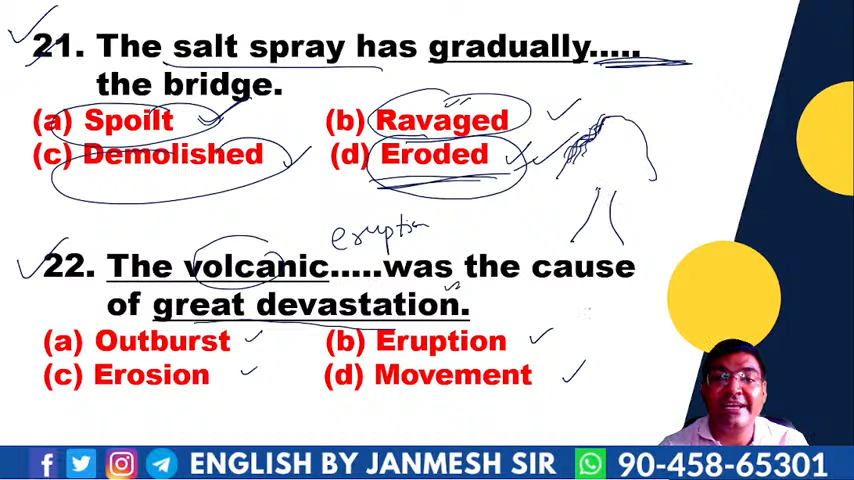 21. The salt spray has gradually.....
the bridge.
(a) Spoilt (b) Ravaged
(c) Demolished (d) Eroded
eruption
22. The volcanic.....was the cause
of great devastation.
(a) Outburst (b) Eruption
(c) Erosion (d) Movement
ENGLISH BY JANMESH SIR 90-458-65301